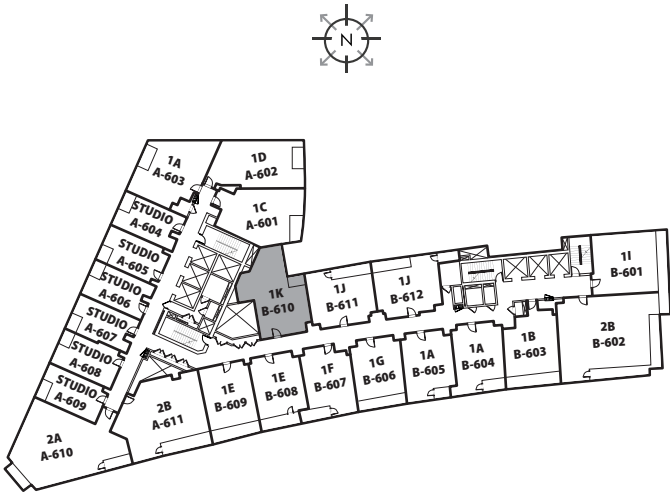 N
1D
A-602
1A
A-603
1C
A-601
STUDIO
A-604
STUDIO
A-605
STUDIO
A-606
STUDIO
A-607
STUDIO
A-608
STUDIO
A-609
2A
A-610
2B
A-611
1K
B-610
1J
B-611
1J
B-612
1I
B-601
2B
B-602
1B
B-603
1A
B-604
1A
B-605
1G
B-606
1F
B-607
1E
B-608
1E
B-609